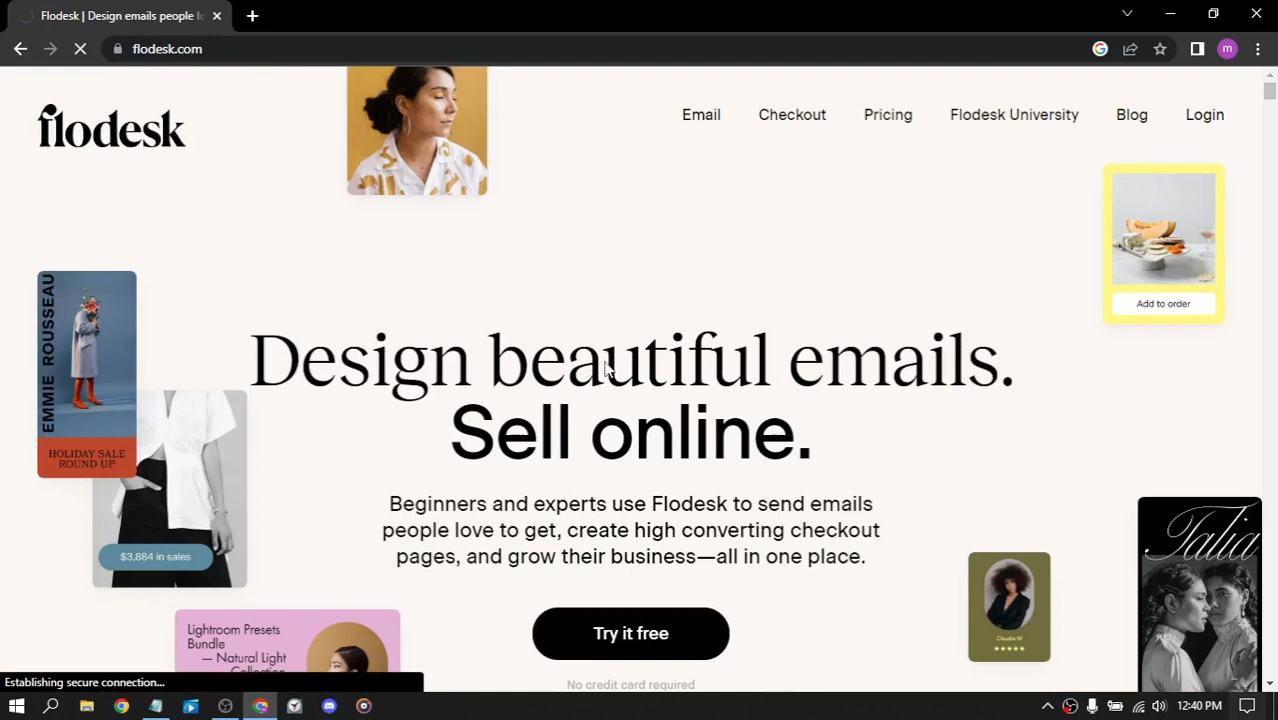 Flodesk | Design emails people l
flodesk.com
m
flodesk
Email
Checkout
Pricing
Flodesk University
Blog
Login
Add to order
EMMIE ROUSSEAU
HOLIDAY SALE
ROUND UP
$3,884 in sales
Design beautiful emails.
Sell online.
Beginners and experts use Flodesk to send emails
people love to get, create high converting checkout
pages, and grow their business—all in one place.
Try it free
No credit card required
Lightroom Presets
Bundle
— Natural Light
Collection
Claudia W
Talia
Establishing secure connection...
12:40 PM